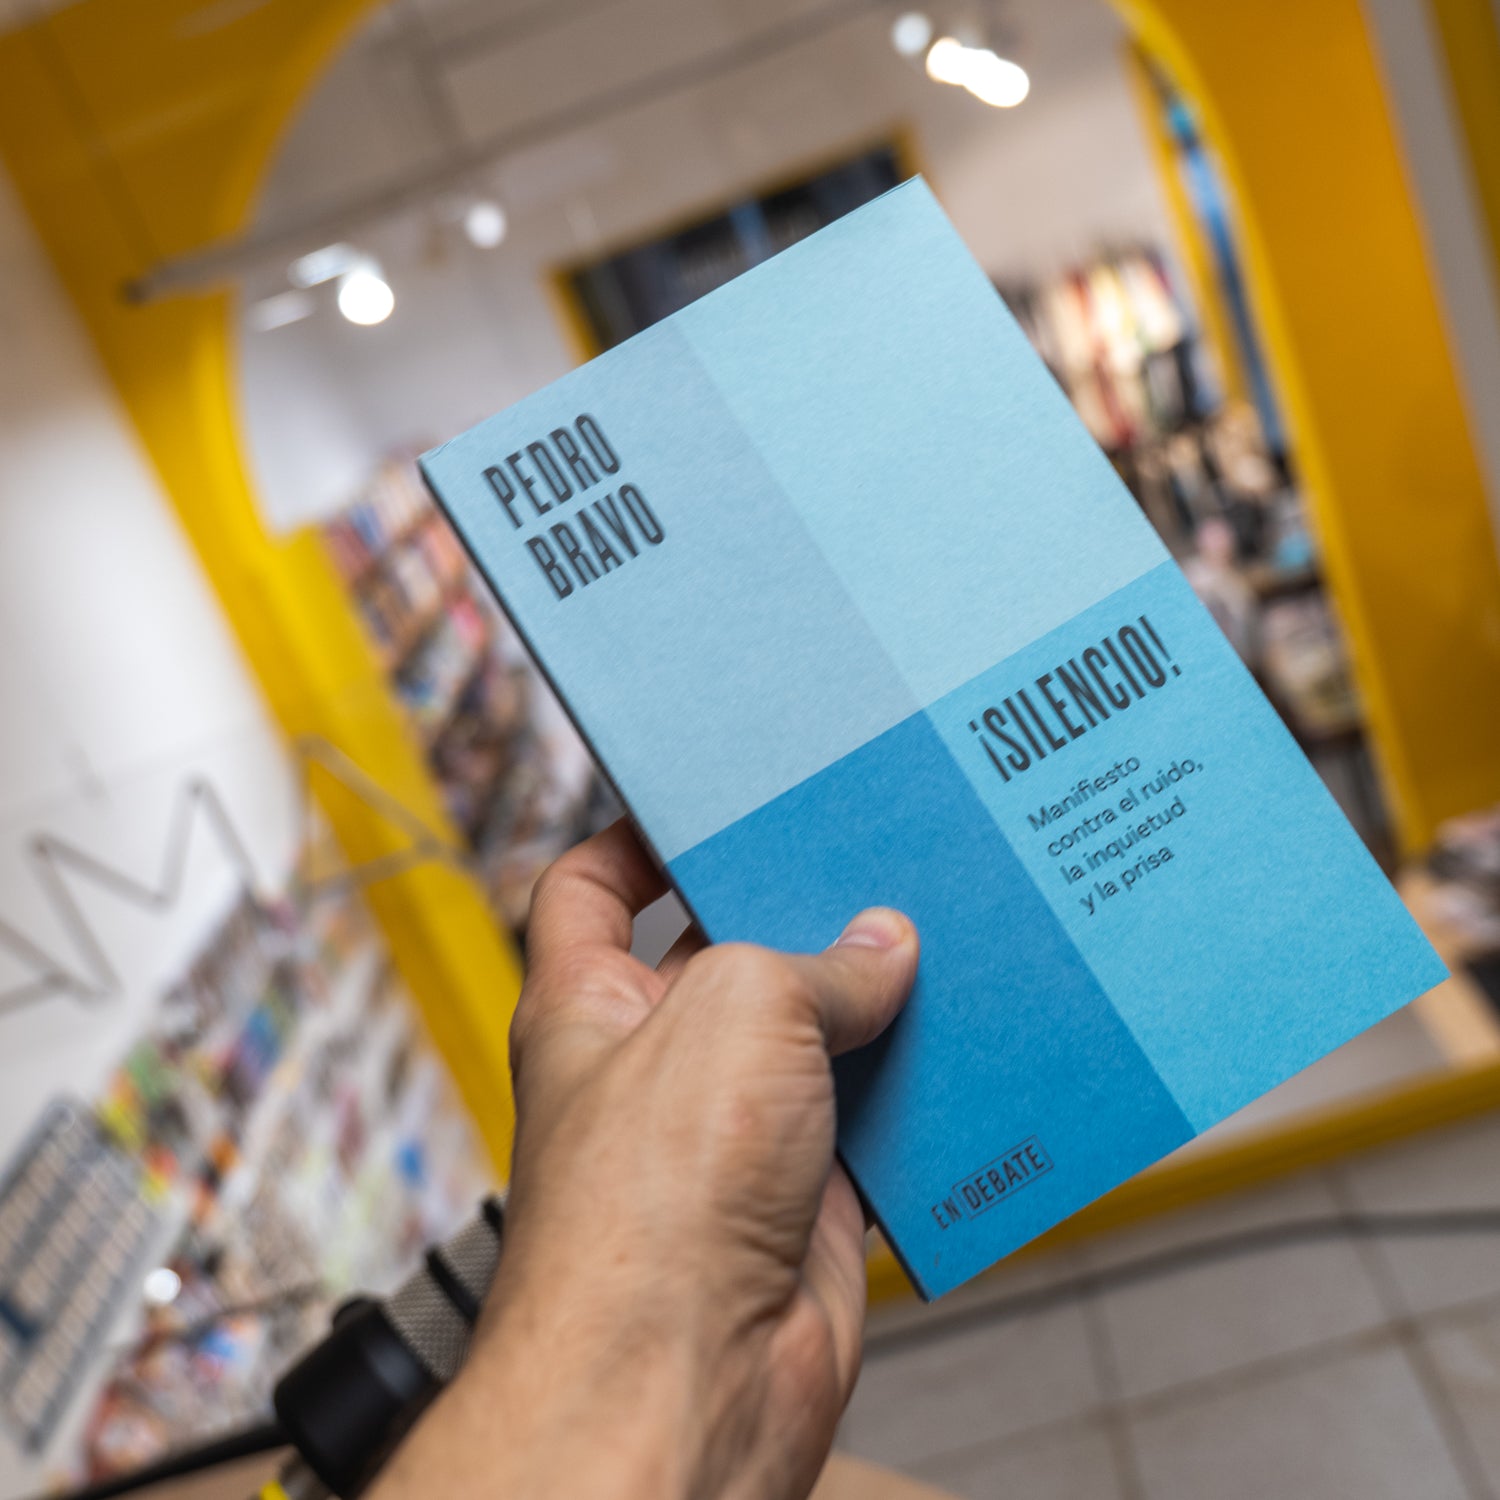 PEDRO
BRAVO
¡SILENCIO!
Manifiesto
contra el ruido,
la inquietud
y la prisa
EN DEBATE